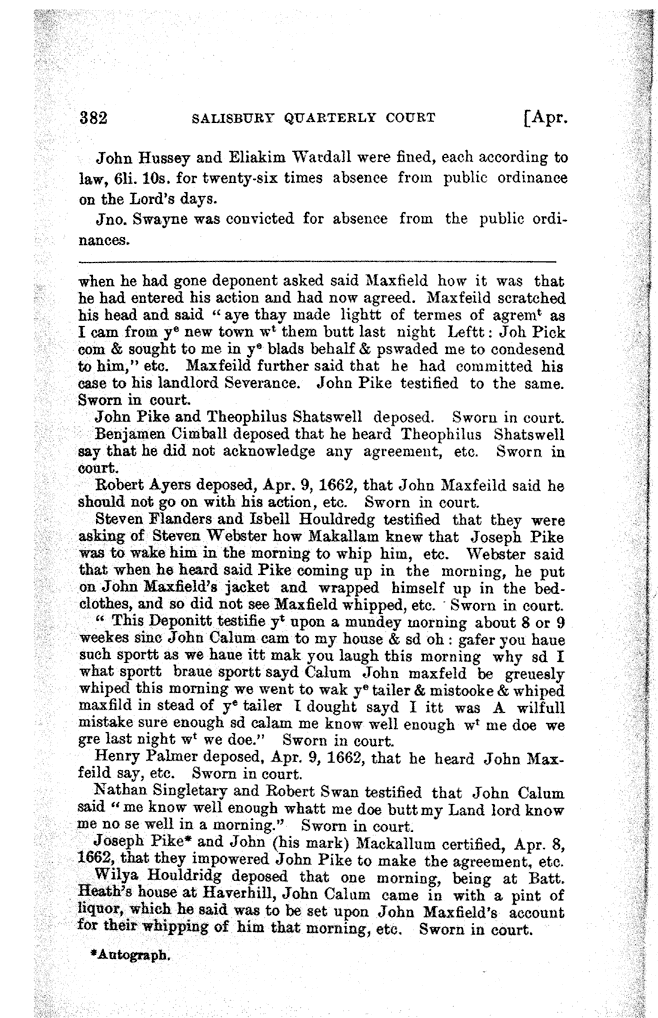 382 SALISBURY QUARTERLY COURT [Apr.
John Hussey and Eliakim Wardall were fined, each according to
law, 6li. 10s. for twenty-six times absence from public ordinance
on the Lord's days.
Jno. Swayne was convicted for absence from the public ordi-
nances.
when he had gone deponent asked said Maxfield how it was that
he had entered his action and had now agreed. Maxfeild scratched
his head and said "aye thay made lightt of termes of agremᵗ as
I cam from yᵉ new town wᵗ them butt last night Leftt: Joh Pick
com & sought to me in yᵉ blads behalf & pswaded me to condesend
to him," etc. Maxfeild further said that he had committed his
case to his landlord Severance. John Pike testified to the same.
Sworn in court.
John Pike and Theophilus Shatswell deposed. Sworn in court.
Benjamen Cimball deposed that he heard Theophilus Shatswell
say that he did not acknowledge any agreement, etc. Sworn in
court.
Robert Ayers deposed, Apr. 9, 1662, that John Maxfeild said he
should not go on with his action, etc. Sworn in court.
Steven Flanders and Isbell Houldredg testified that they were
asking of Steven Webster how Makallam knew that Joseph Pike
was to wake him in the morning to whip him, etc. Webster said
that when he heard said Pike coming up in the morning, he put
on John Maxfield's jacket and wrapped himself up in the bed-
clothes, and so did not see Maxfield whipped, etc. Sworn in court.
"This Deponitt testifie yᵗ upon a mundey morning about 8 or 9
weekes sinc John Calum cam to my house & sd oh: gafer you haue
such sportt as we haue itt mak you laugh this morning why sd I
what sportt braue sportt sayd Calum John maxfeld be greuesly
whiped this morning we went to wak yᵉ tailer & mistooke & whiped
maxfild in stead of yᵉ tailer I dought sayd I itt was A wilfull
mistake sure enough sd calam me know well enough wᵗ me doe we
gre last night wᵗ we doe." Sworn in court.
Henry Palmer deposed, Apr. 9, 1662, that he heard John Max-
feild say, etc. Sworn in court.
Nathan Singletary and Robert Swan testified that John Calum
said "me know well enough whatt me doe butt my Land lord know
me no se well in a morning." Sworn in court.
Joseph Pike* and John (his mark) Mackallum certified, Apr. 8,
1662, that they impowered John Pike to make the agreement, etc.
Wilya Houldridg deposed that one morning, being at Batt.
Heath's house at Haverhill, John Calum came in with a pint of
liquor, which he said was to be set upon John Maxfield's account
for their whipping of him that morning, etc. Sworn in court.
*Autograph.